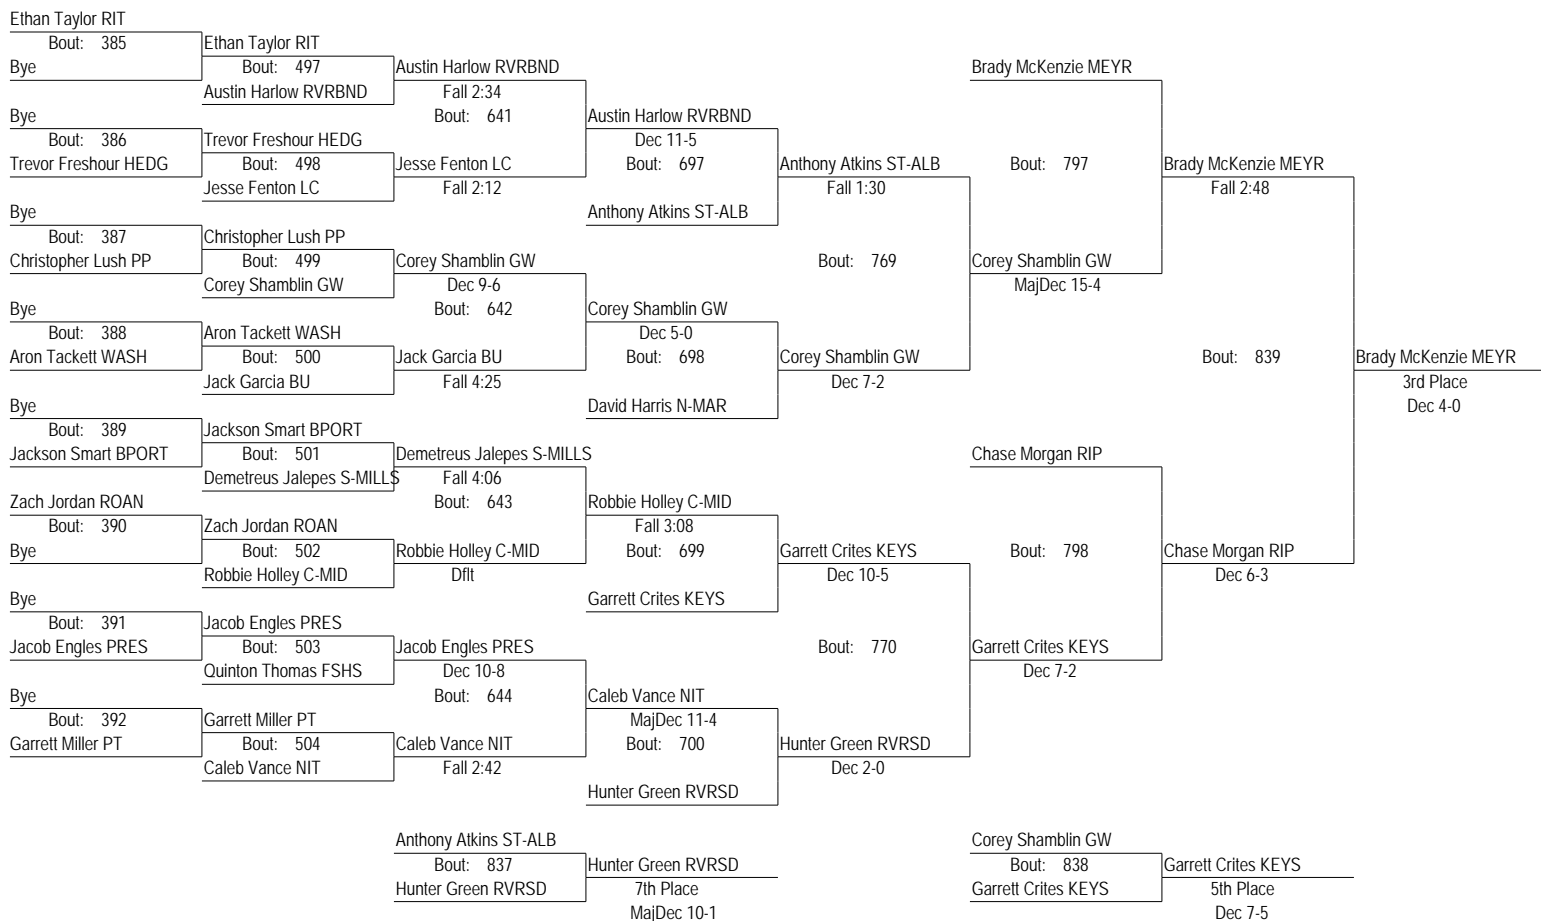 Ethan Taylor RIT
Bout: 385 Ethan Taylor RIT
Bye Bout: 497 Austin Harlow RVRBND Brady McKenzie MEYR
Austin Harlow RVRBND Fall 2:34
Bye Bout: 641 Austin Harlow RVRBND
Bout: 386 Trevor Freshour HEDG Dec 11-5
Trevor Freshour HEDG Bout: 498 Jesse Fenton LC Bout: 697 Anthony Atkins ST-ALB Bout: 797 Brady McKenzie MEYR
Jesse Fenton LC Fall 2:12 Fall 1:30 Fall 2:48
Bye Anthony Atkins ST-ALB
Bout: 387 Christopher Lush PP
Christopher Lush PP Bout: 499 Corey Shamblin GW Bout: 769 Corey Shamblin GW
Corey Shamblin GW Dec 9-6 MajDec 15-4
Bye Bout: 642 Corey Shamblin GW
Bout: 388 Aron Tackett WASH Dec 5-0
Aron Tackett WASH Bout: 500 Jack Garcia BU Bout: 698 Corey Shamblin GW Bout: 839 Brady McKenzie MEYR
Jack Garcia BU Fall 4:25 Dec 7-2 3rd Place
Bye David Harris N-MAR Dec 4-0
Bout: 389 Jackson Smart BPORT
Jackson Smart BPORT Bout: 501 Demetreus Jalepes S-MILLS Chase Morgan RIP
Demetreus Jalepes S-MILLS Fall 4:06
Zach Jordan ROAN Bout: 643 Robbie Holley C-MID
Bout: 390 Zach Jordan ROAN Fall 3:08
Bye Bout: 502 Robbie Holley C-MID Bout: 699 Garrett Crites KEYS Bout: 798 Chase Morgan RIP
Robbie Holley C-MID Dflt Dec 10-5 Dec 6-3
Bye Garrett Crites KEYS
Bout: 391 Jacob Engles PRES
Jacob Engles PRES Bout: 503 Jacob Engles PRES Bout: 770 Garrett Crites KEYS
Quinton Thomas FSHS Dec 10-8 Dec 7-2
Bye Bout: 644 Caleb Vance NIT
Bout: 392 Garrett Miller PT MajDec 11-4
Garrett Miller PT Bout: 504 Caleb Vance NIT Bout: 700 Hunter Green RVRSD
Caleb Vance NIT Fall 2:42 Dec 2-0
Hunter Green RVRSD
Anthony Atkins ST-ALB Corey Shamblin GW
Bout: 837 Hunter Green RVRSD Bout: 838 Garrett Crites KEYS
Hunter Green RVRSD 7th Place Garrett Crites KEYS 5th Place
MajDec 10-1 Dec 7-5